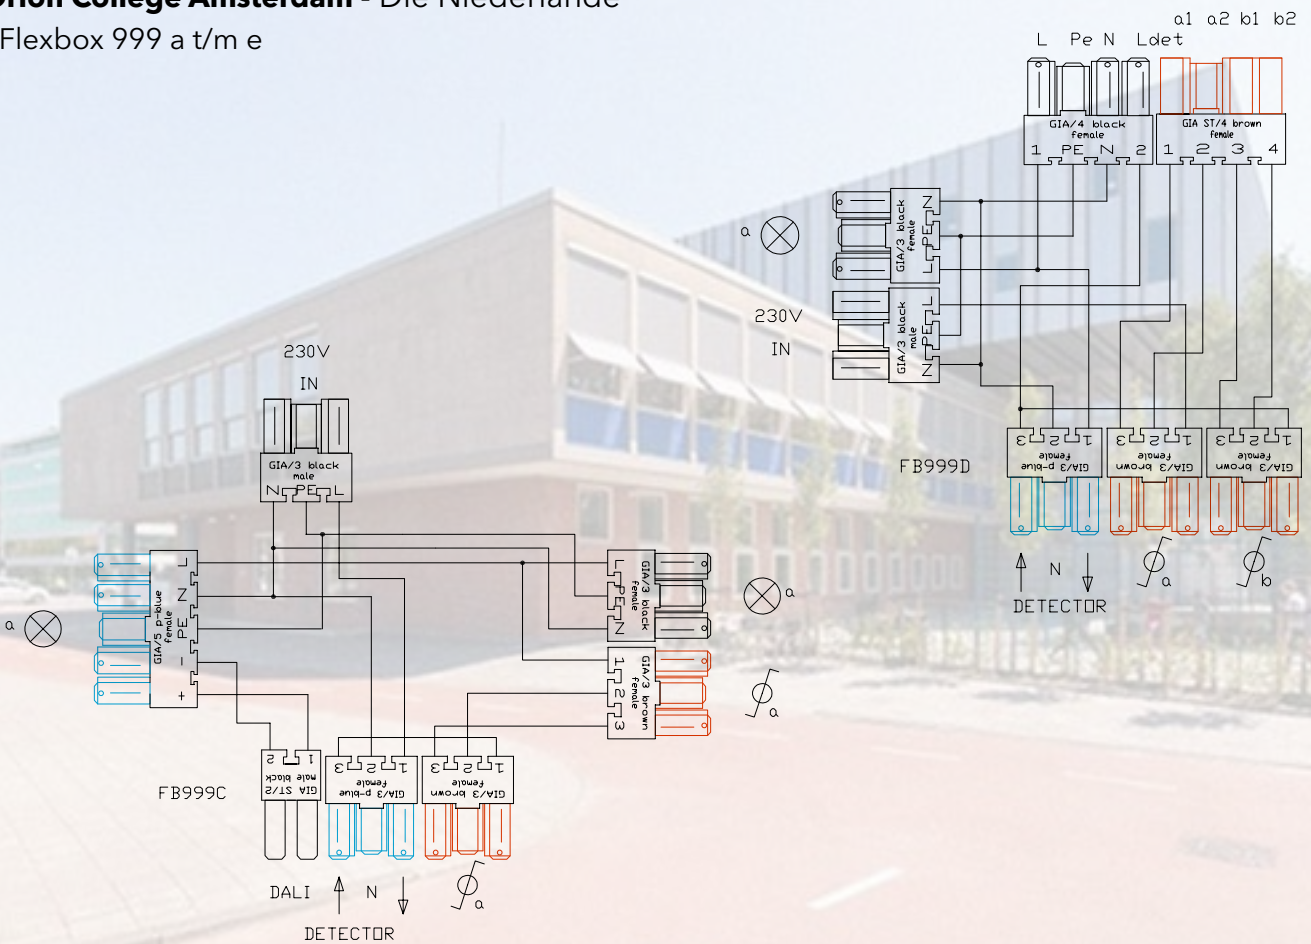 Orion College Amsterdam - Die Niederlande
Flexbox 999 a t/m e
a1 a2 b1 b2
L Pe N Ldet
GIA/4 black
female
1 PE N 2
GIA ST/4 brown
female
1 2 3 4
a
GIA/3 black
female
N PE L
230V
IN
GIA/3 black
male
L PE N
FB999D
3 2 1
GIA/3 p-blue
female
3 2 1
GIA/3 brown
female
3 2 1
GIA/3 brown
female
N
a
b
DETECTOR
230V
IN
GIA/3 black
male
N PE L
a
GIA/5 p-blue
female
L N PE - +
GIA/3 black
female
L PE N
a
GIA/3 brown
female
1 2 3
a
FB999C
2 1
GIA ST/2
male black
3 2 1
GIA/3 p-blue
female
3 2 1
GIA/3 brown
female
DALI
N
a
DETECTOR